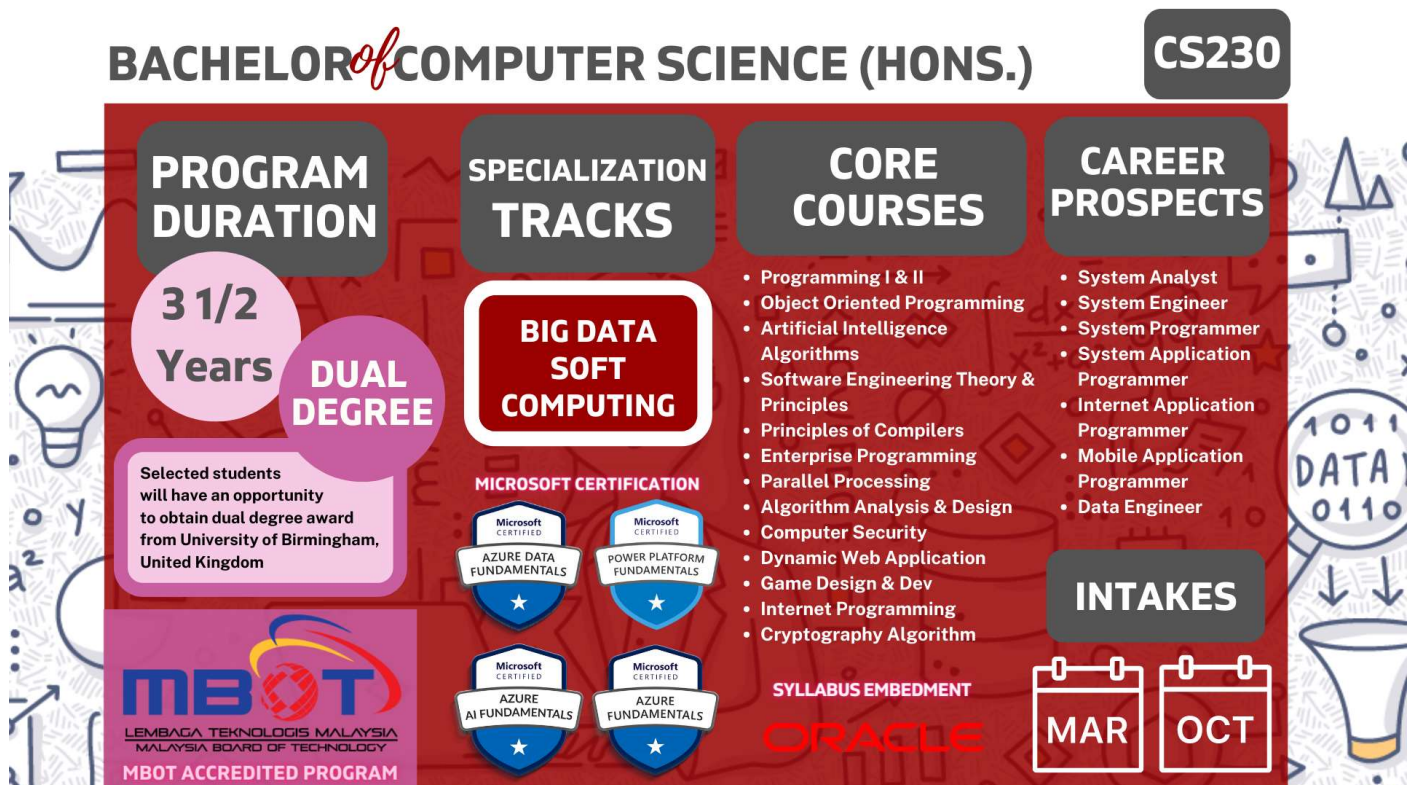 BACHELOR of COMPUTER SCIENCE (HONS.)
CS230
PROGRAM
DURATION
3 1/2
Years
DUAL
DEGREE
Selected students
will have an opportunity
to obtain dual degree award
from University of Birmingham,
United Kingdom
MBOT
LEMBAGA TEKNOLOGIS MALAYSIA
MALAYSIA BOARD OF TECHNOLOGY
MBOT ACCREDITED PROGRAM
SPECIALIZATION
TRACKS
BIG DATA
SOFT
COMPUTING
MICROSOFT CERTIFICATION
Microsoft
CERTIFIED
AZURE DATA
FUNDAMENTALS
Microsoft
CERTIFIED
POWER PLATFORM
FUNDAMENTALS
Microsoft
CERTIFIED
AZURE
AI FUNDAMENTALS
Microsoft
CERTIFIED
AZURE
FUNDAMENTALS
CORE
COURSES
• Programming I & II
• Object Oriented Programming
• Artificial Intelligence
Algorithms
• Software Engineering Theory &
Principles
• Principles of Compilers
• Enterprise Programming
• Parallel Processing
• Algorithm Analysis & Design
• Computer Security
• Dynamic Web Application
• Game Design & Dev
• Internet Programming
• Cryptography Algorithm
SYLLABUS EMBEDMENT
ORACLE
CAREER
PROSPECTS
• System Analyst
• System Engineer
• System Programmer
• System Application
Programmer
• Internet Application
Programmer
• Mobile Application
Programmer
• Data Engineer
INTAKES
MAR
OCT
1011
DATA
0110